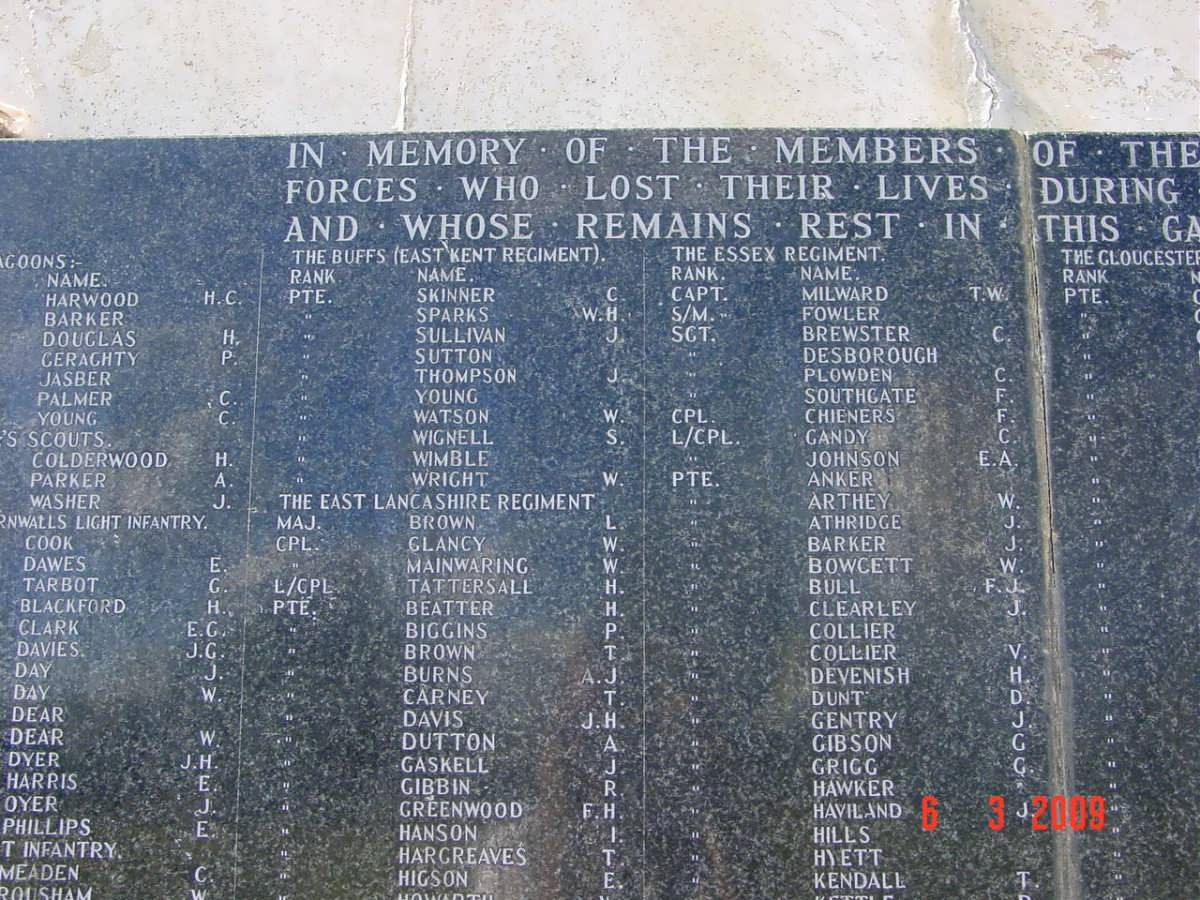 IN · MEMORY · OF · THE · MEMBERS · OF · THE
FORCES · WHO · LOST · THEIR · LIVES · DURING
AND · WHOSE · REMAINS · REST · IN · THIS · GA
AGOONS:-
NAME.
HARWOOD H.C.
BARKER
DOUGLAS H.
GERAGHTY P.
JASBER
PALMER C.
YOUNG C.
'S SCOUTS.
COLDERWOOD H.
PARKER A.
WASHER J.
RNWALLS LIGHT INFANTRY.
COOK
DAWES E.
TARBOT G.
BLACKFORD H.
CLARK E.G.
DAVIES J.G.
DAY J.
DAY W.
DEAR
DEAR W.
DYER J.H.
HARRIS E.
OYER J.
PHILLIPS E.
T INFANTRY.
MEADEN C.
ROUSHAM W.
THE BUFFS (EAST KENT REGIMENT).
RANK NAME.
PTE. SKINNER C.
" SPARKS W.H.
" SULLIVAN J.
" SUTTON
" THOMPSON J.
" YOUNG
" WATSON W.
" WIGNELL S.
" WIMBLE
" WRIGHT W.
THE EAST LANCASHIRE REGIMENT
MAJ. BROWN L.
CPL. GLANCY W.
" MAINWARING W.
L/CPL TATTERSALL H.
PTE. BEATTER H.
" BIGGINS P.
" BROWN T.
" BURNS A.J
" CARNEY T.
" DAVIS J.H
" DUTTON A
" GASKELL J
" GIBBIN R
" GREENWOOD F.H
" HANSON I.
" HARGREAVES T.
" HIGSON E.
" HOWARTH
THE ESSEX REGIMENT.
RANK. NAME.
CAPT. MILWARD T.W.
S/M. FOWLER
SGT. BREWSTER C.
" DESBOROUGH
" PLOWDEN C.
" SOUTHGATE F.
CPL. CHIENERS F.
L/CPL. GANDY C.
" JOHNSON E.A.
PTE. ANKER
" ARTHEY W.
" ATHRIDGE J.
" BARKER J.
" BOWGETT W.
" BULL F.J.
" CLEARLEY J.
" COLLIER
" COLLIER V.
" DEVENISH H.
" DUNT D.
" GENTRY J.
" GIBSON G
" GRIGG G.
" HAWKER
" HAVILAND J
" HILLS
" HYETT
" KENDALL T.
" KETTLE
THE GLOUCESTER
RANK
PTE.
6 3 2009